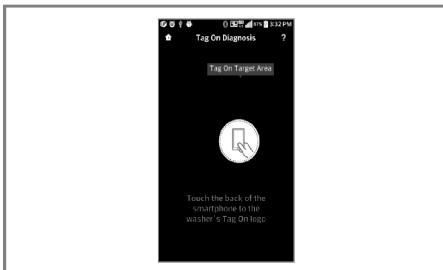 87% 3:32 PM
Tag On Diagnosis ?
Tag On Target Area
Touch the back of the
smartphone to the
washer's Tag On logo